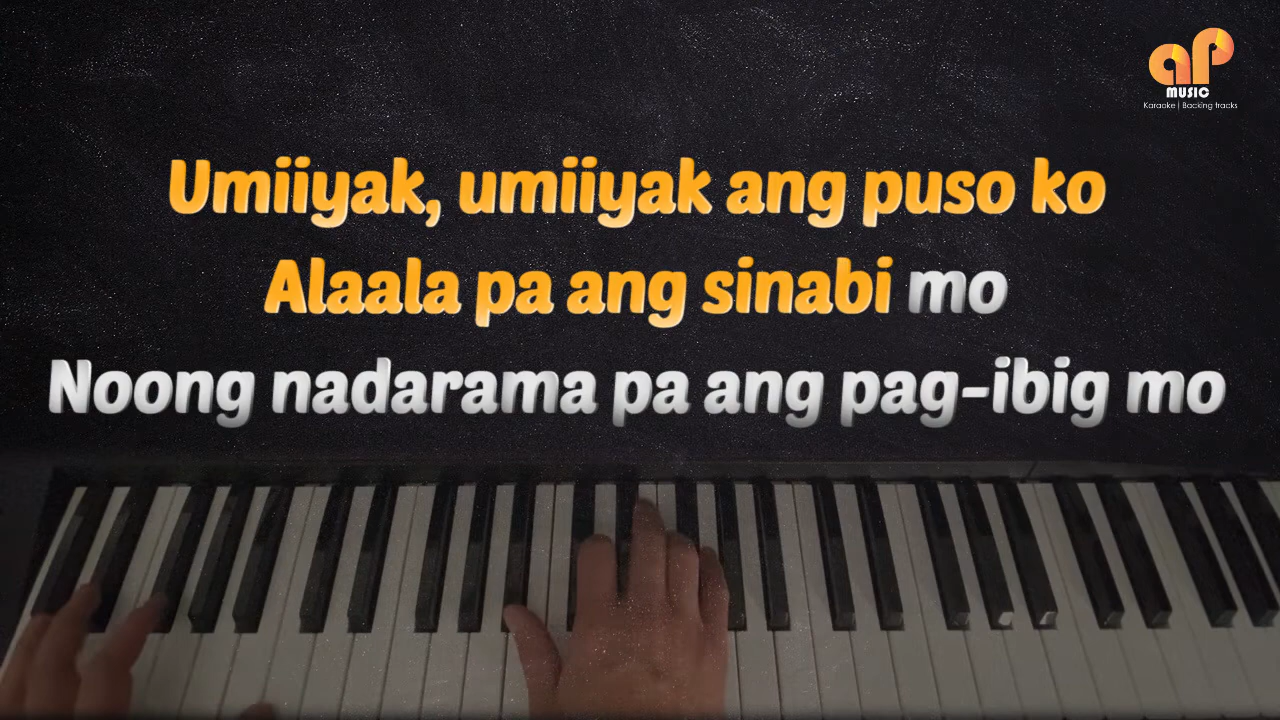 aP
MUSIC
Karaoke | Backing tracks
Umiiyak, umiiyak ang puso ko
Alaala pa ang sinabi mo
Noong nadarama pa ang pag-ibig mo